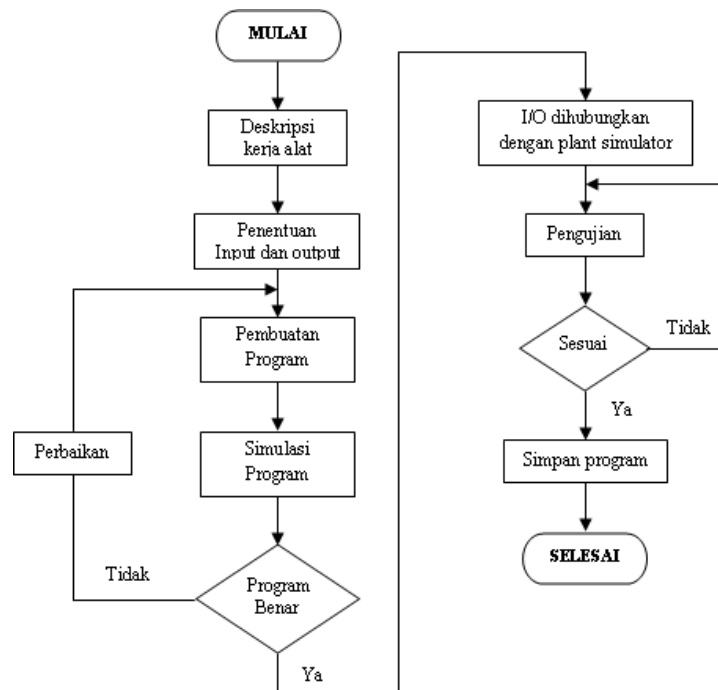 MULAI
Deskripsi
kerja alat
Penentuan
Input dan output
Pembuatan
Program
Simulasi
Program
Perbaikan
Program
Benar
Tidak
Ya
I/O dihubungkan
dengan plant simulator
Pengujian
Sesuai
Tidak
Ya
Simpan program
SELESAI